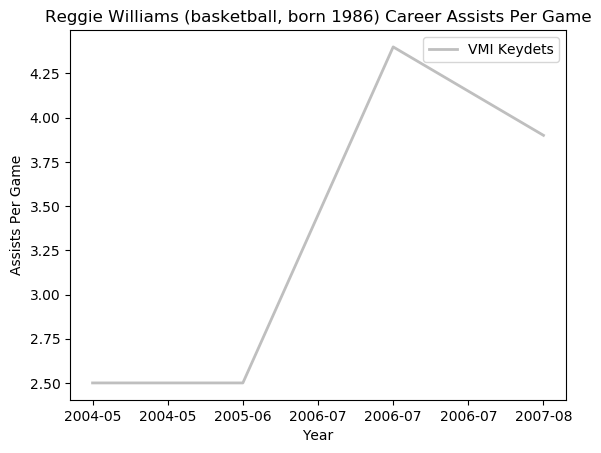 Reggie Williams (basketball, born 1986) Career Assists Per Game
VMI Keydets
4.25
4.00
3.75
3.50
3.25
3.00
2.75
2.50
Assists Per Game
2004-05 2004-05 2005-06 2006-07 2006-07 2006-07 2007-08
Year